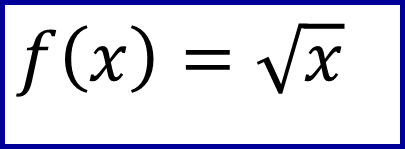 f(x) = √x